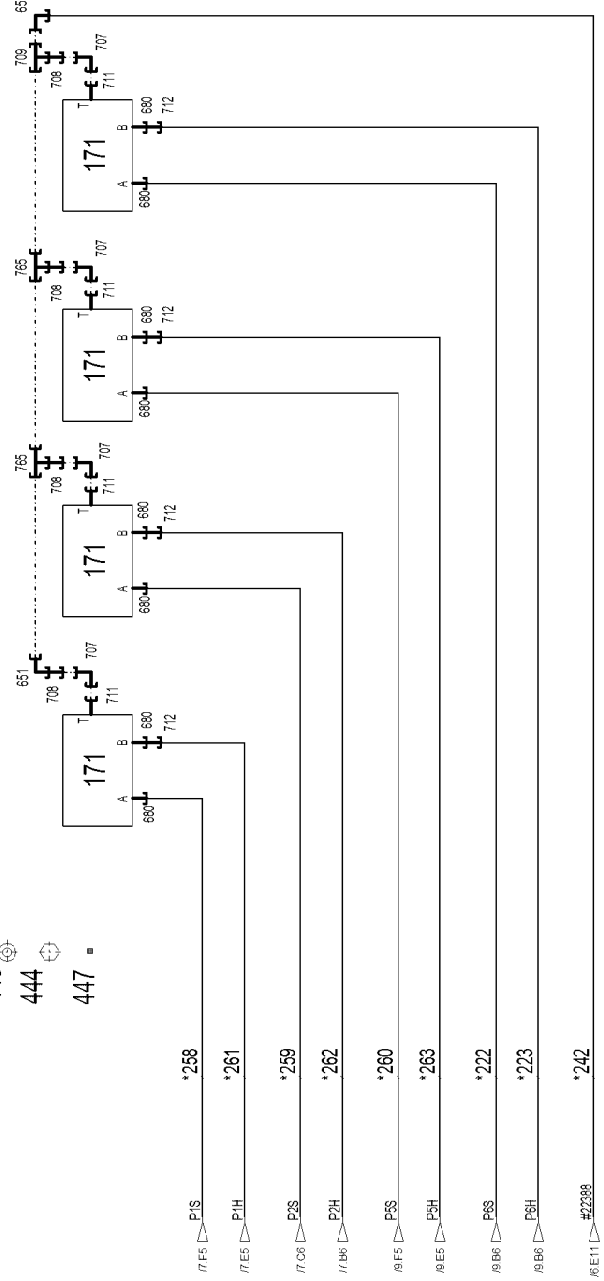 709
708
707
711
T
171
680
712
B
A
680
765
708
707
711
T
171
680
712
B
A
680
765
708
707
711
T
171
680
712
B
A
680
651
708
707
711
T
171
680
712
B
A
680
444
447
*258
*261
*259
*262
*260
*263
*222
*223
*242
P1S
P1H
P2S
P2H
P5S
P5H
P6S
P6H
#22388
/7.F5
/7.E5
/7.C6
/7.B6
/9.F5
/9.E5
/9.B6
/9.B6
/6.E11